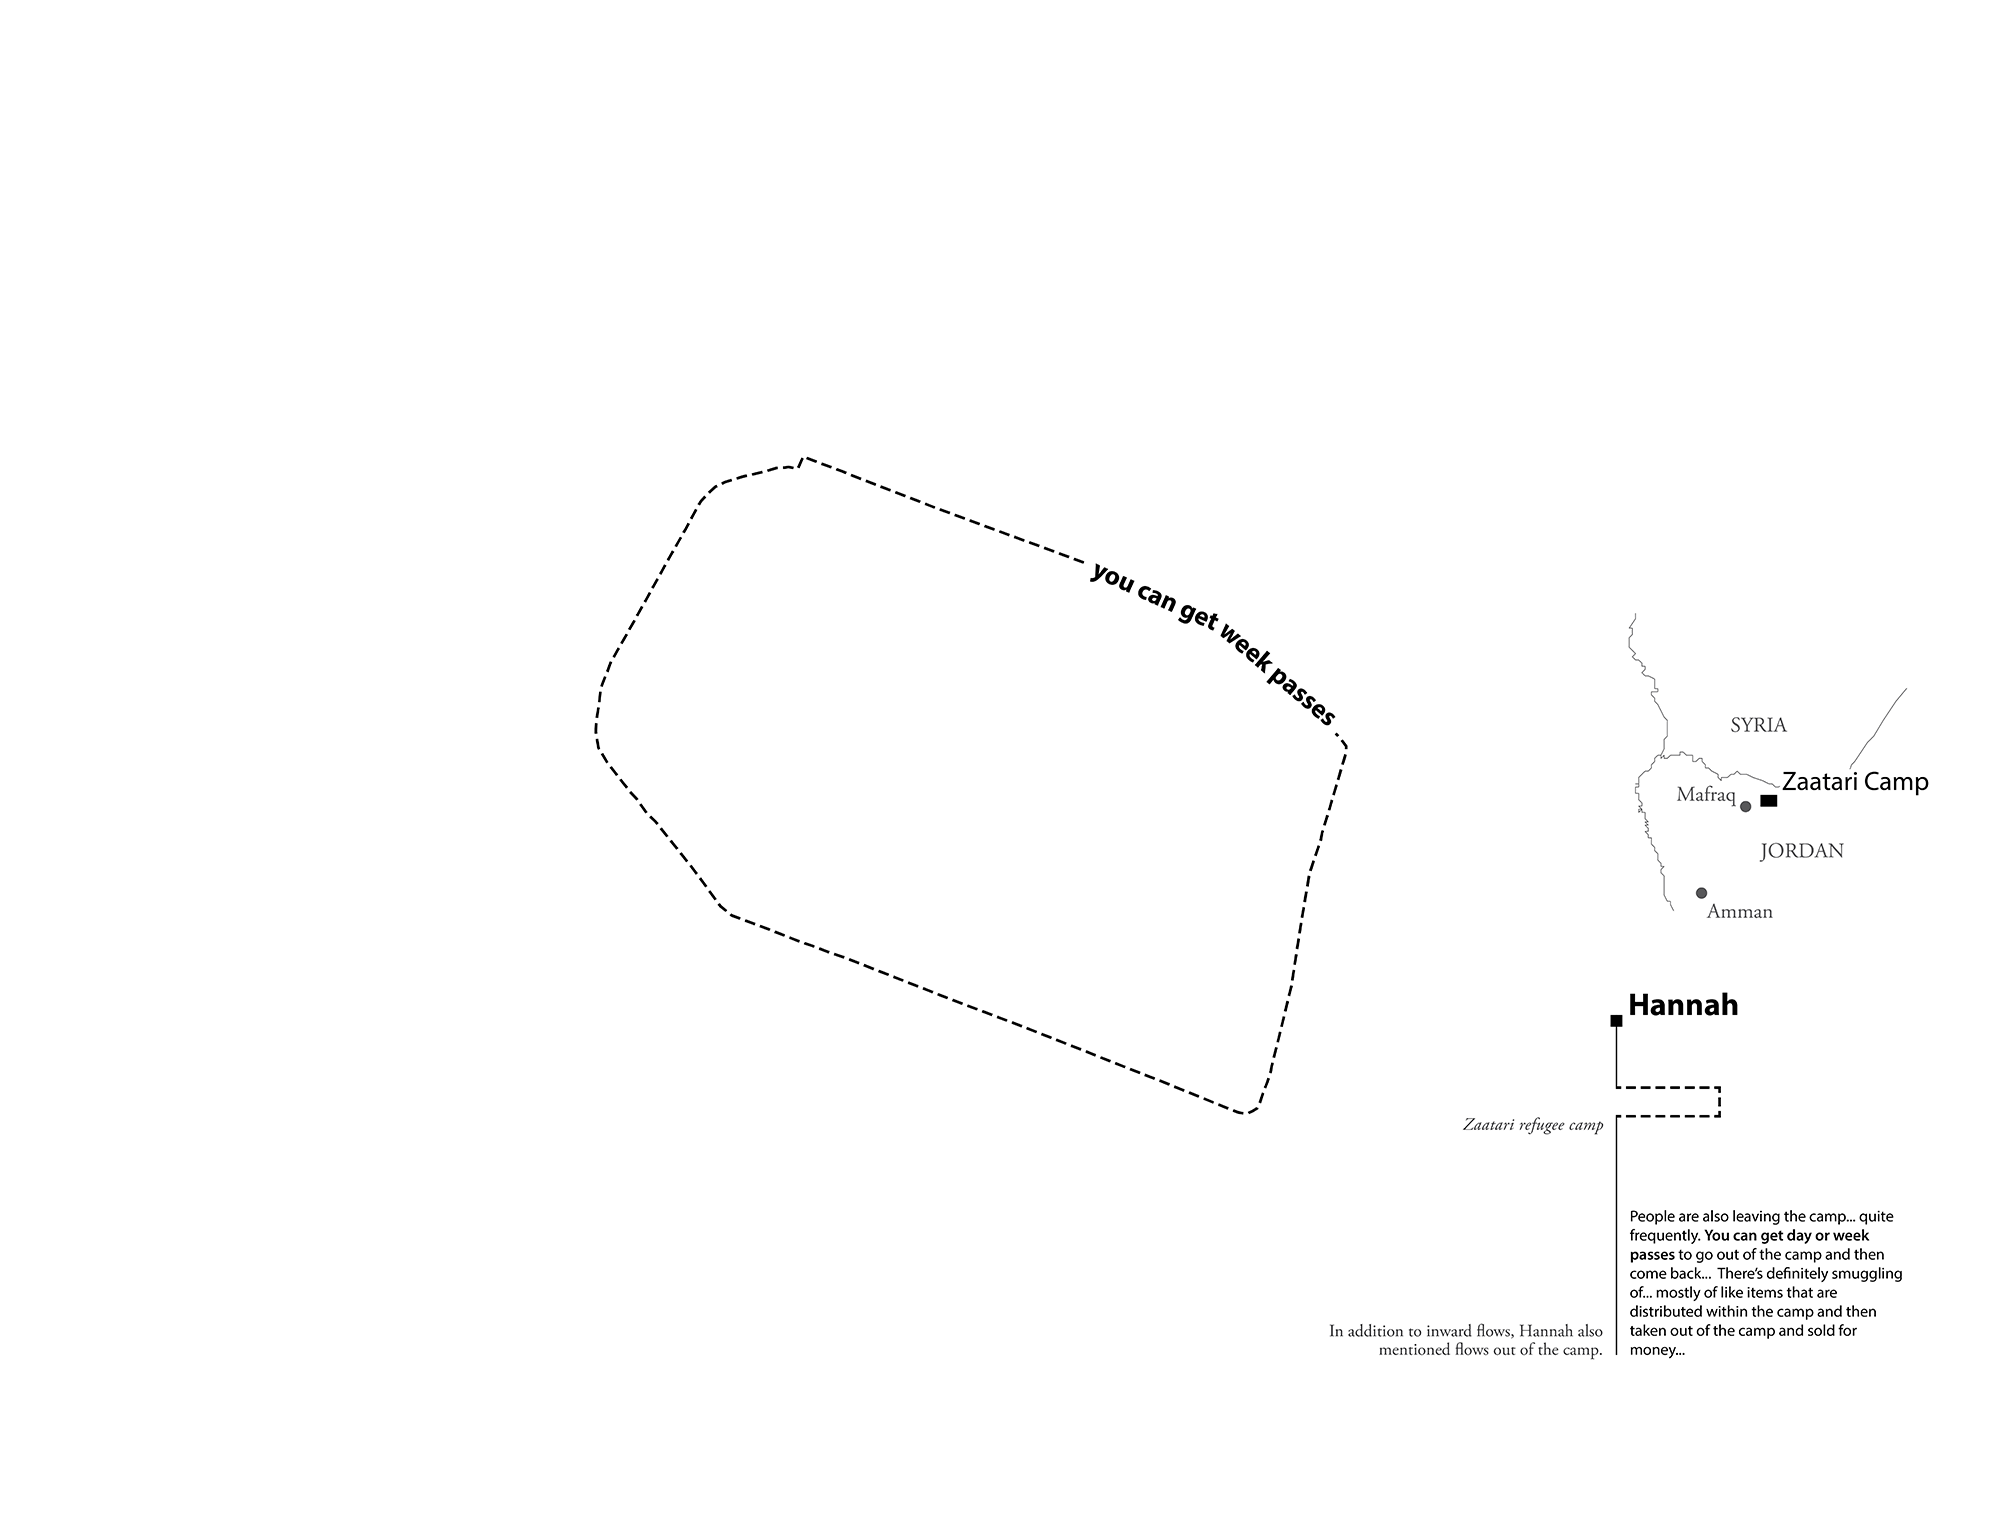 you can get week passes
SYRIA
Zaatari Camp
Mafraq
JORDAN
Amman
Hannah
Zaatari refugee camp
People are also leaving the camp... quite
frequently. You can get day or week
passes to go out of the camp and then
come back... There’s definitely smuggling
of... mostly of like items that are
distributed within the camp and then
taken out of the camp and sold for
money...
In addition to inward flows, Hannah also
mentioned flows out of the camp.